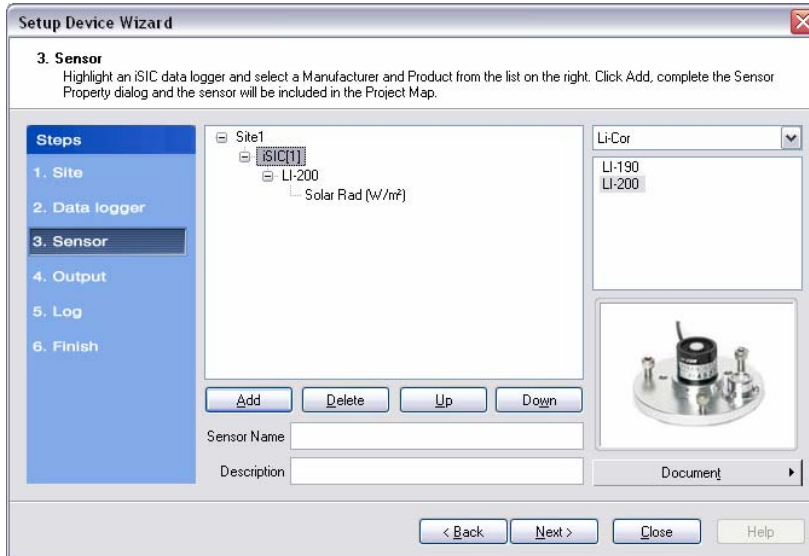 Setup Device Wizard
3. Sensor
Highlight an iSIC data logger and select a Manufacturer and Product from the list on the right. Click Add, complete the Sensor
Property dialog and the sensor will be included in the Project Map.
Steps
1. Site
2. Data logger
3. Sensor
4. Output
5. Log
6. Finish
Site1
iSIC[1]
LI-200
Solar Rad (W/m²)
Li-Cor
LI-190
LI-200
Add Delete Up Down
Sensor Name
Description
Document
< Back Next > Close Help